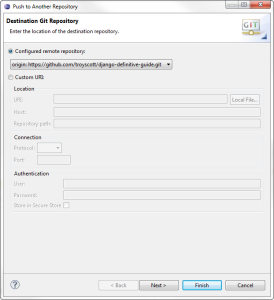 Push to Another Repository
Destination Git Repository
Enter the location of the destination repository.
GIT
Configured remote repository:
origin: https://github.com/troyscott/django-definitive-guide.git
Custom URI:
Location
URI:
Local File...
Host:
Repository path:
Connection
Protocol:
Port:
Authentication
User:
Password:
Store in Secure Store
?
< Back
Next >
Finish
Cancel